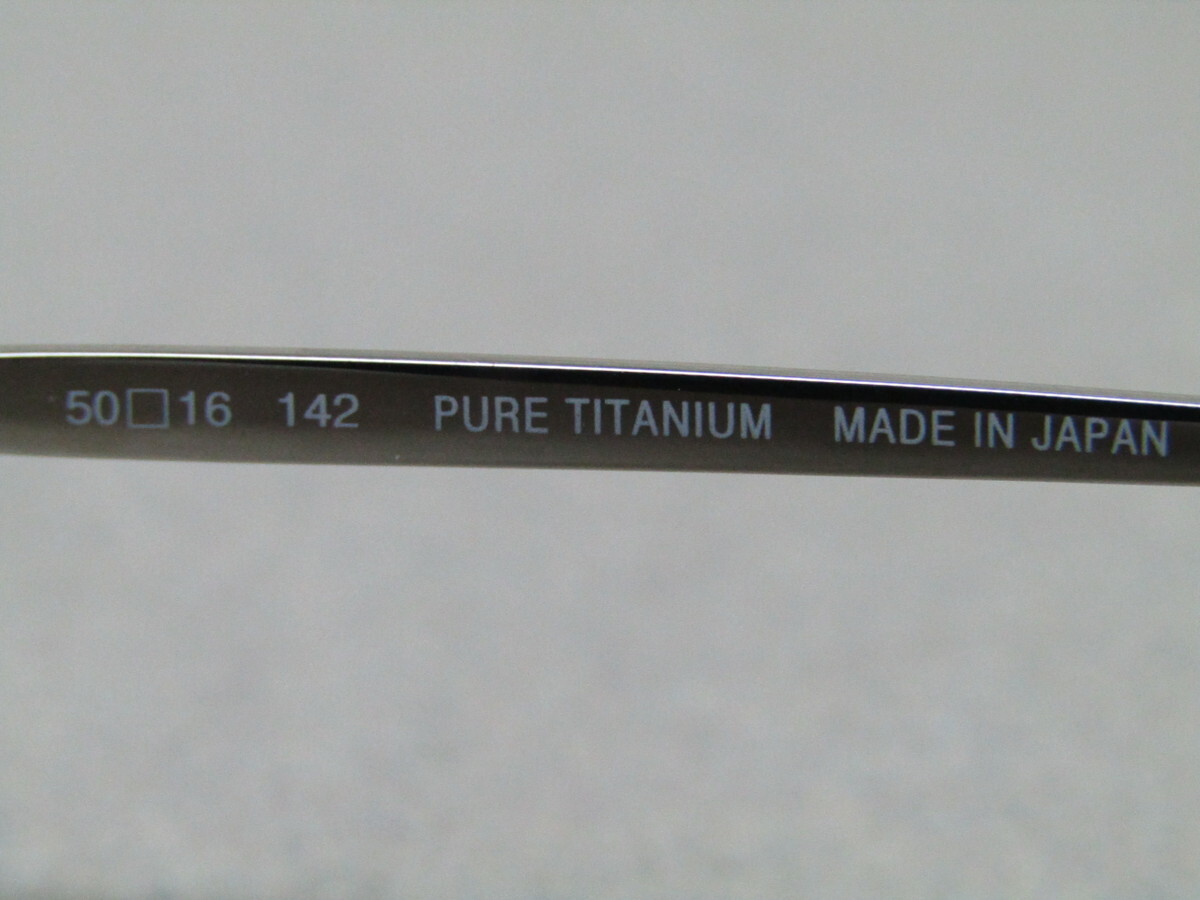 50□16 142 PURE TITANIUM MADE IN JAPAN